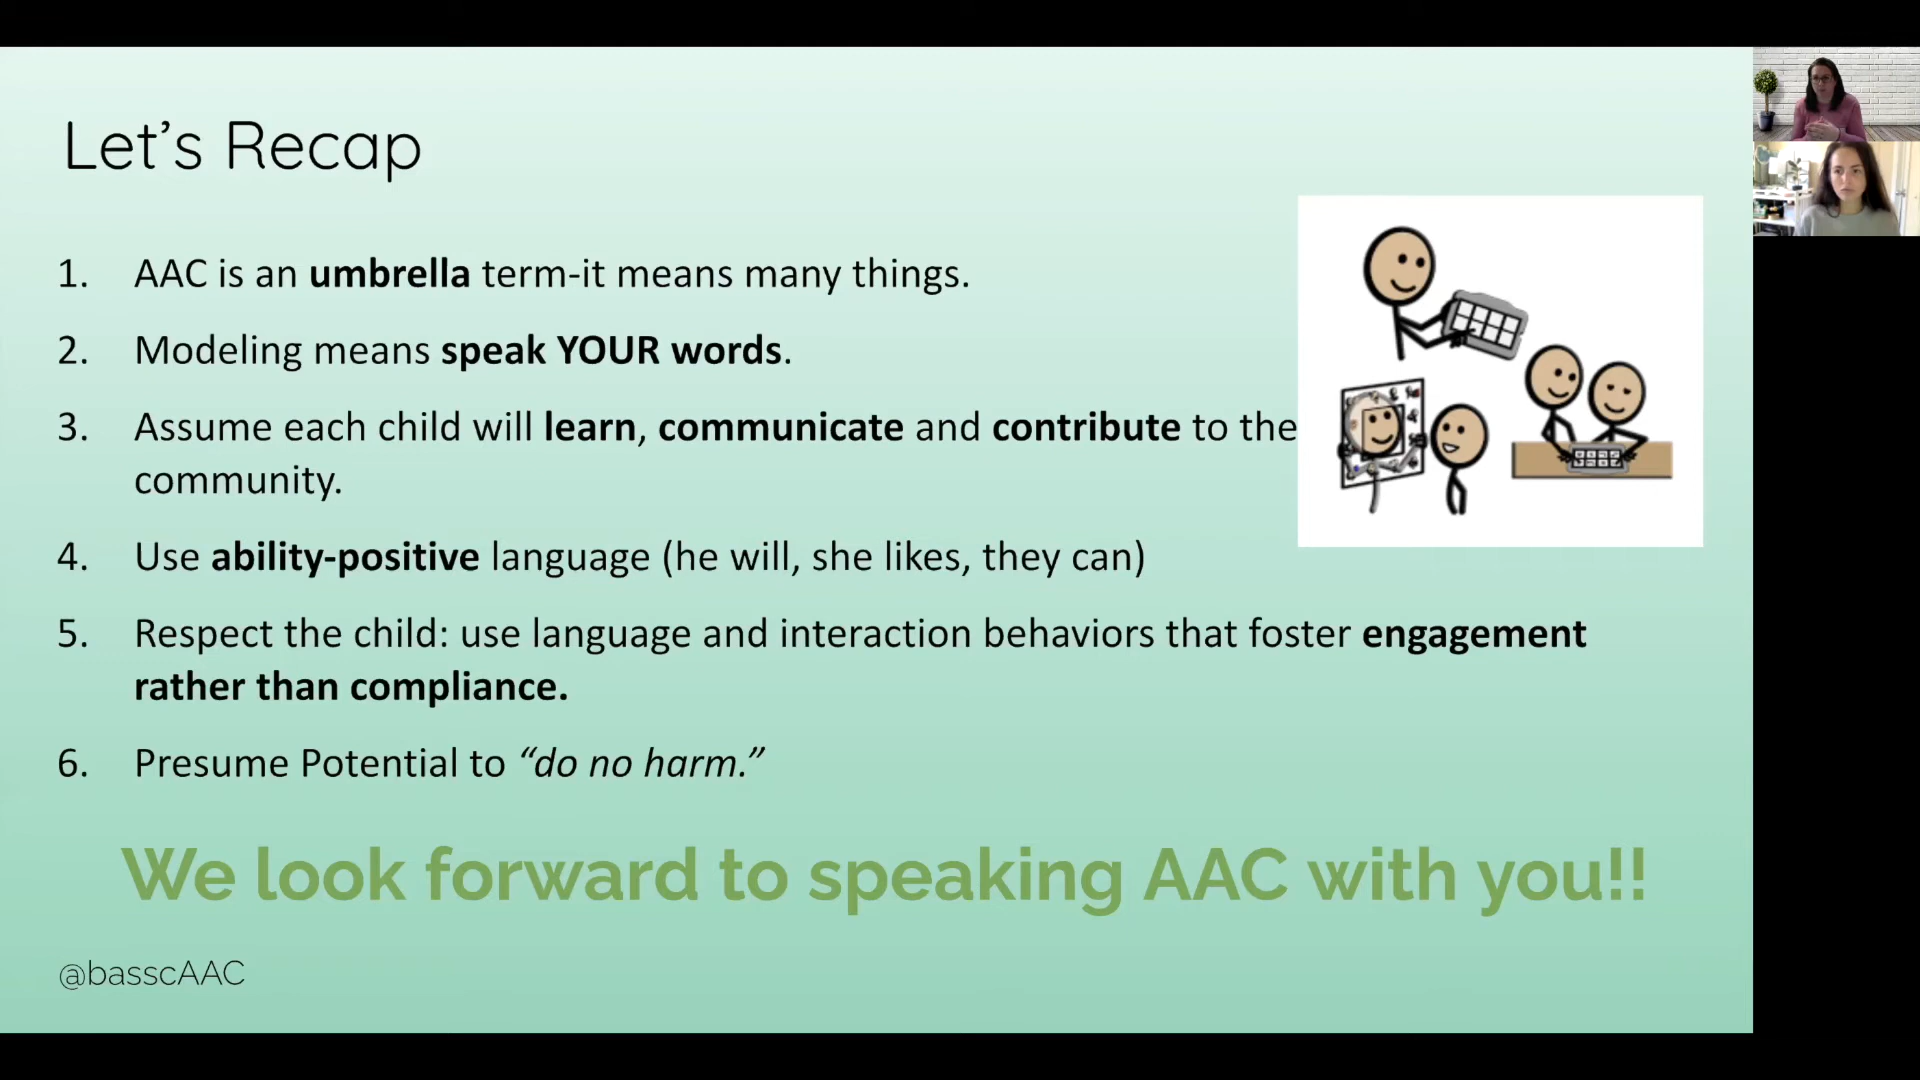 Let's Recap
1. AAC is an umbrella term-it means many things.
2. Modeling means speak YOUR words.
3. Assume each child will learn, communicate and contribute to the
community.
4. Use ability-positive language (he will, she likes, they can)
5. Respect the child: use language and interaction behaviors that foster engagement
rather than compliance.
6. Presume Potential to “do no harm.”
We look forward to speaking AAC with you!!
@basscAAC